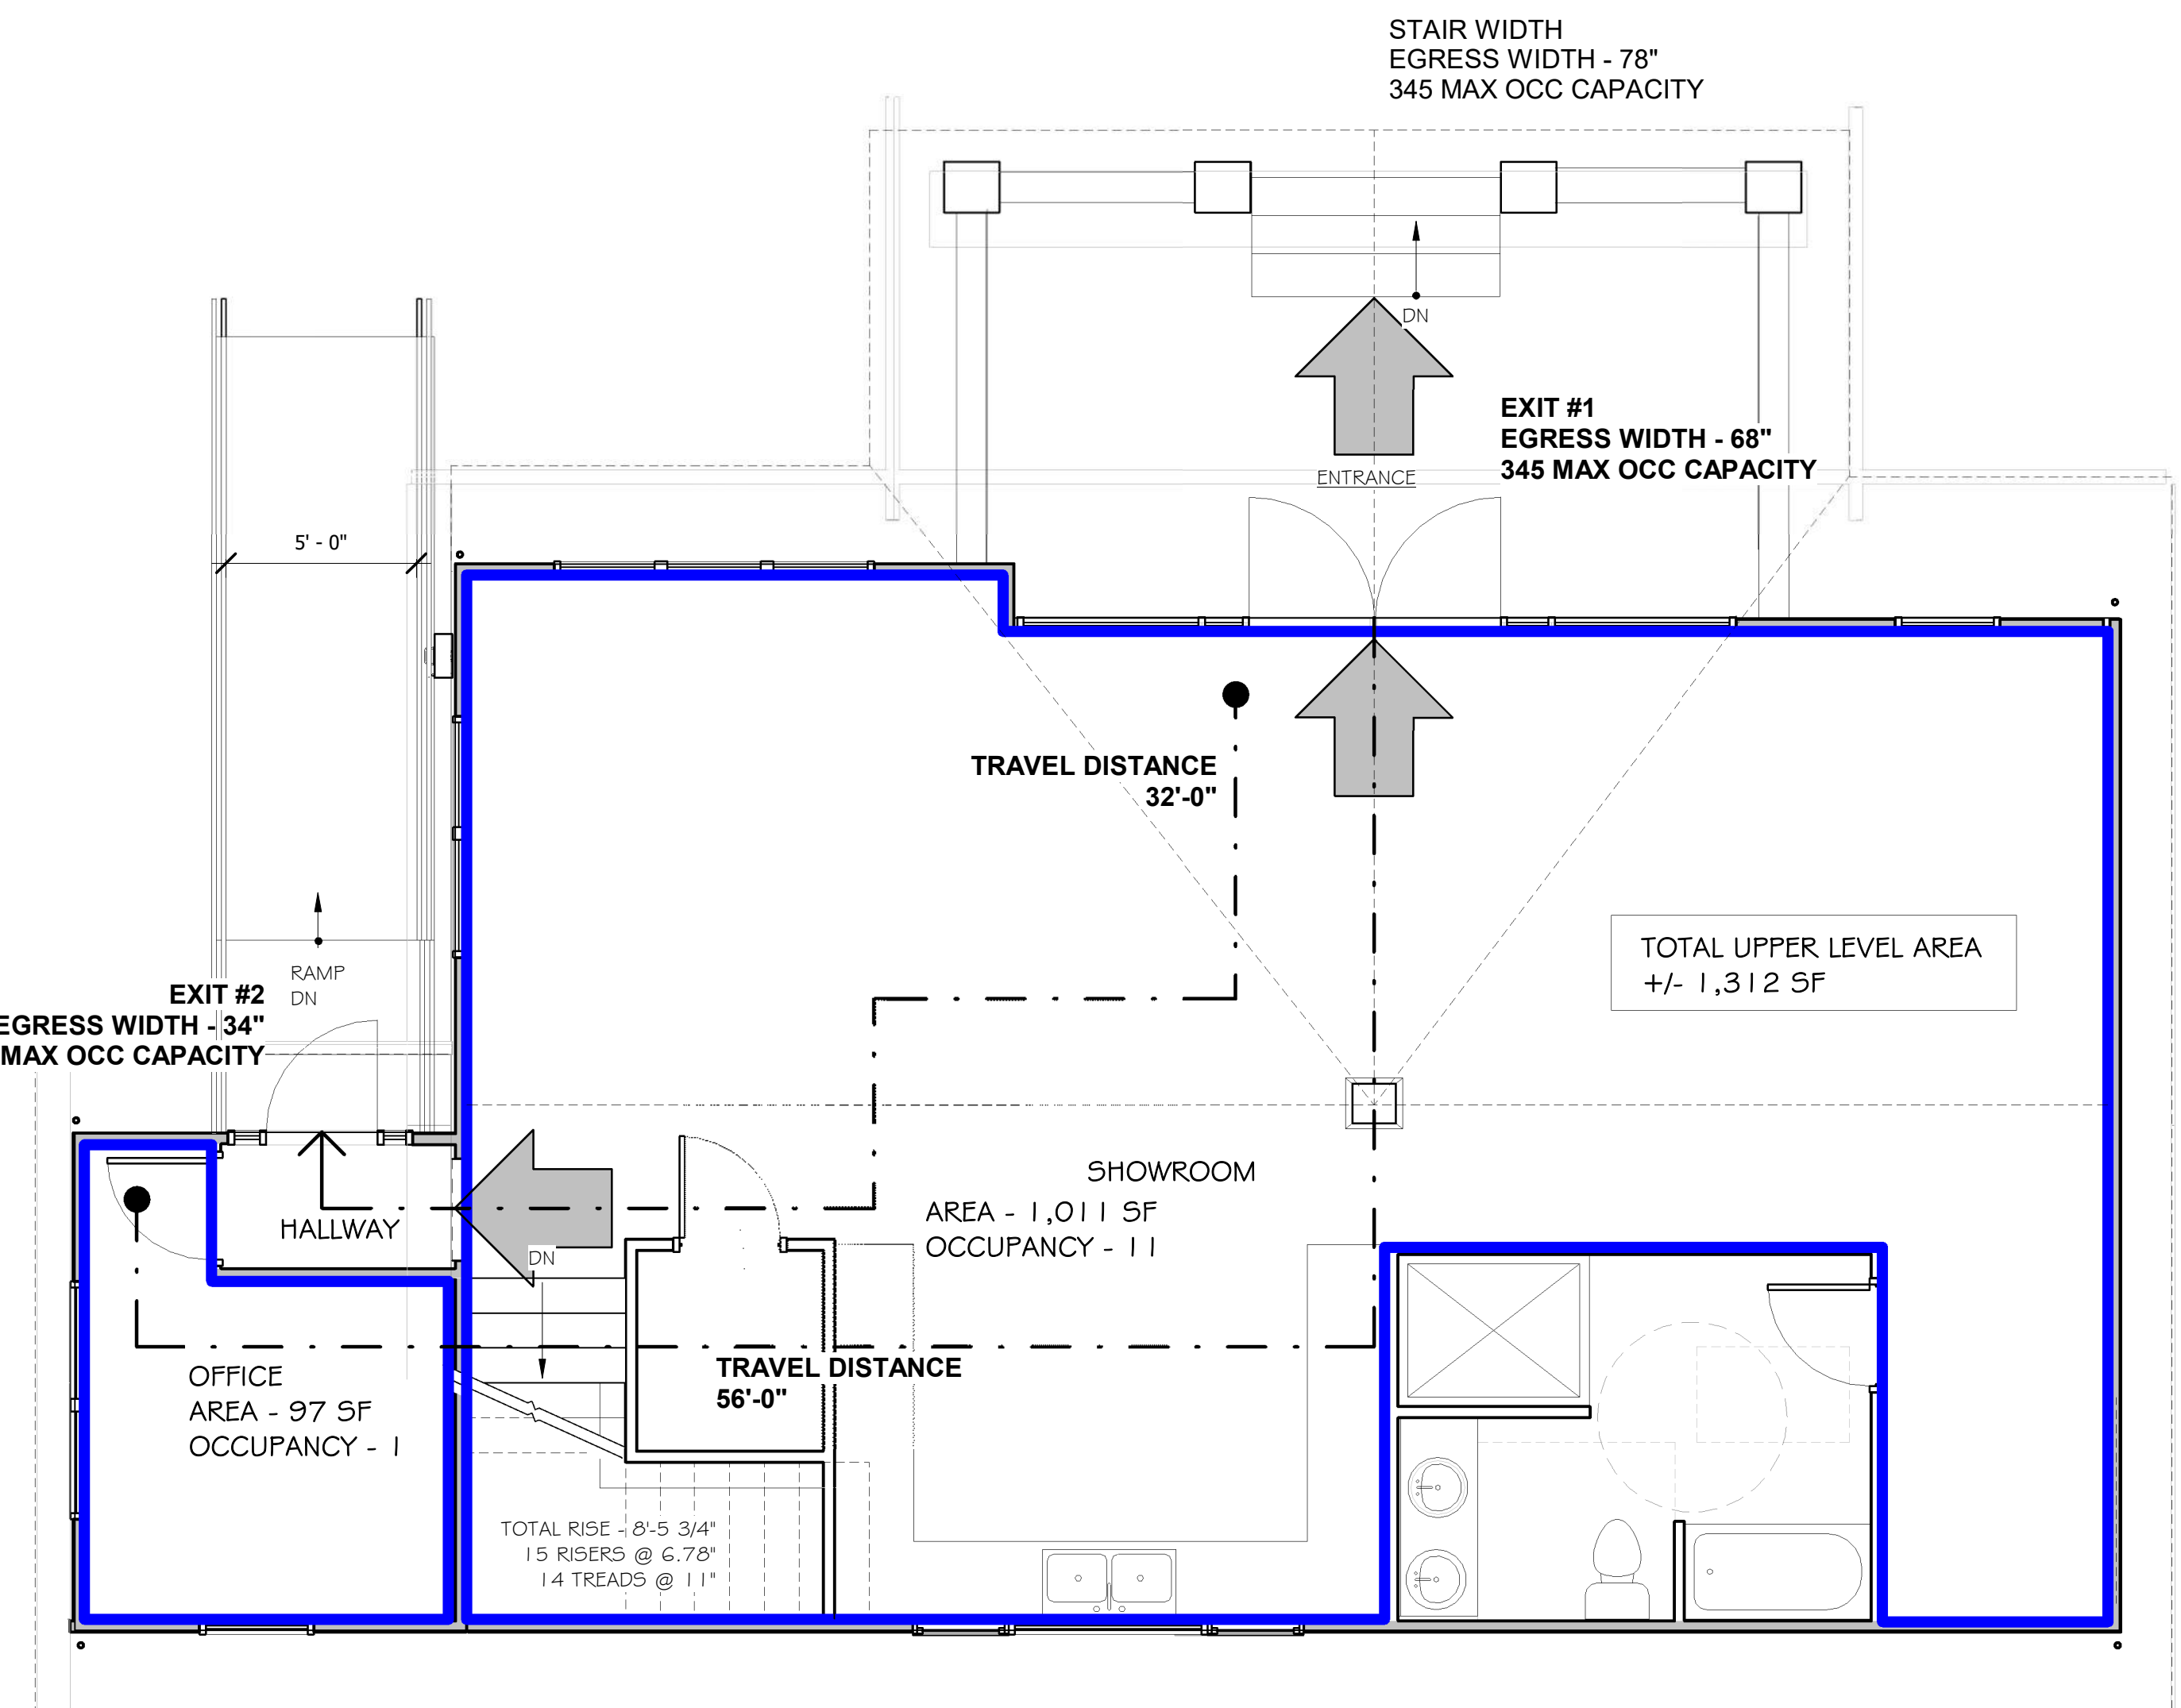 STAIR WIDTH
EGRESS WIDTH - 78"
345 MAX OCC CAPACITY
DN
EXIT #1
EGRESS WIDTH - 68"
345 MAX OCC CAPACITY
ENTRANCE
5' - 0"
TRAVEL DISTANCE
32'-0"
TOTAL UPPER LEVEL AREA
+/- 1,312 SF
RAMP
DN
EXIT #2
EGRESS WIDTH - 34"
MAX OCC CAPACITY
HALLWAY
DN
SHOWROOM
AREA - 1,011 SF
OCCUPANCY - 11
OFFICE
AREA - 97 SF
OCCUPANCY - 1
TRAVEL DISTANCE
56'-0"
TOTAL RISE - 8'-5 3/4"
15 RISERS @ 6.78"
14 TREADS @ 11"